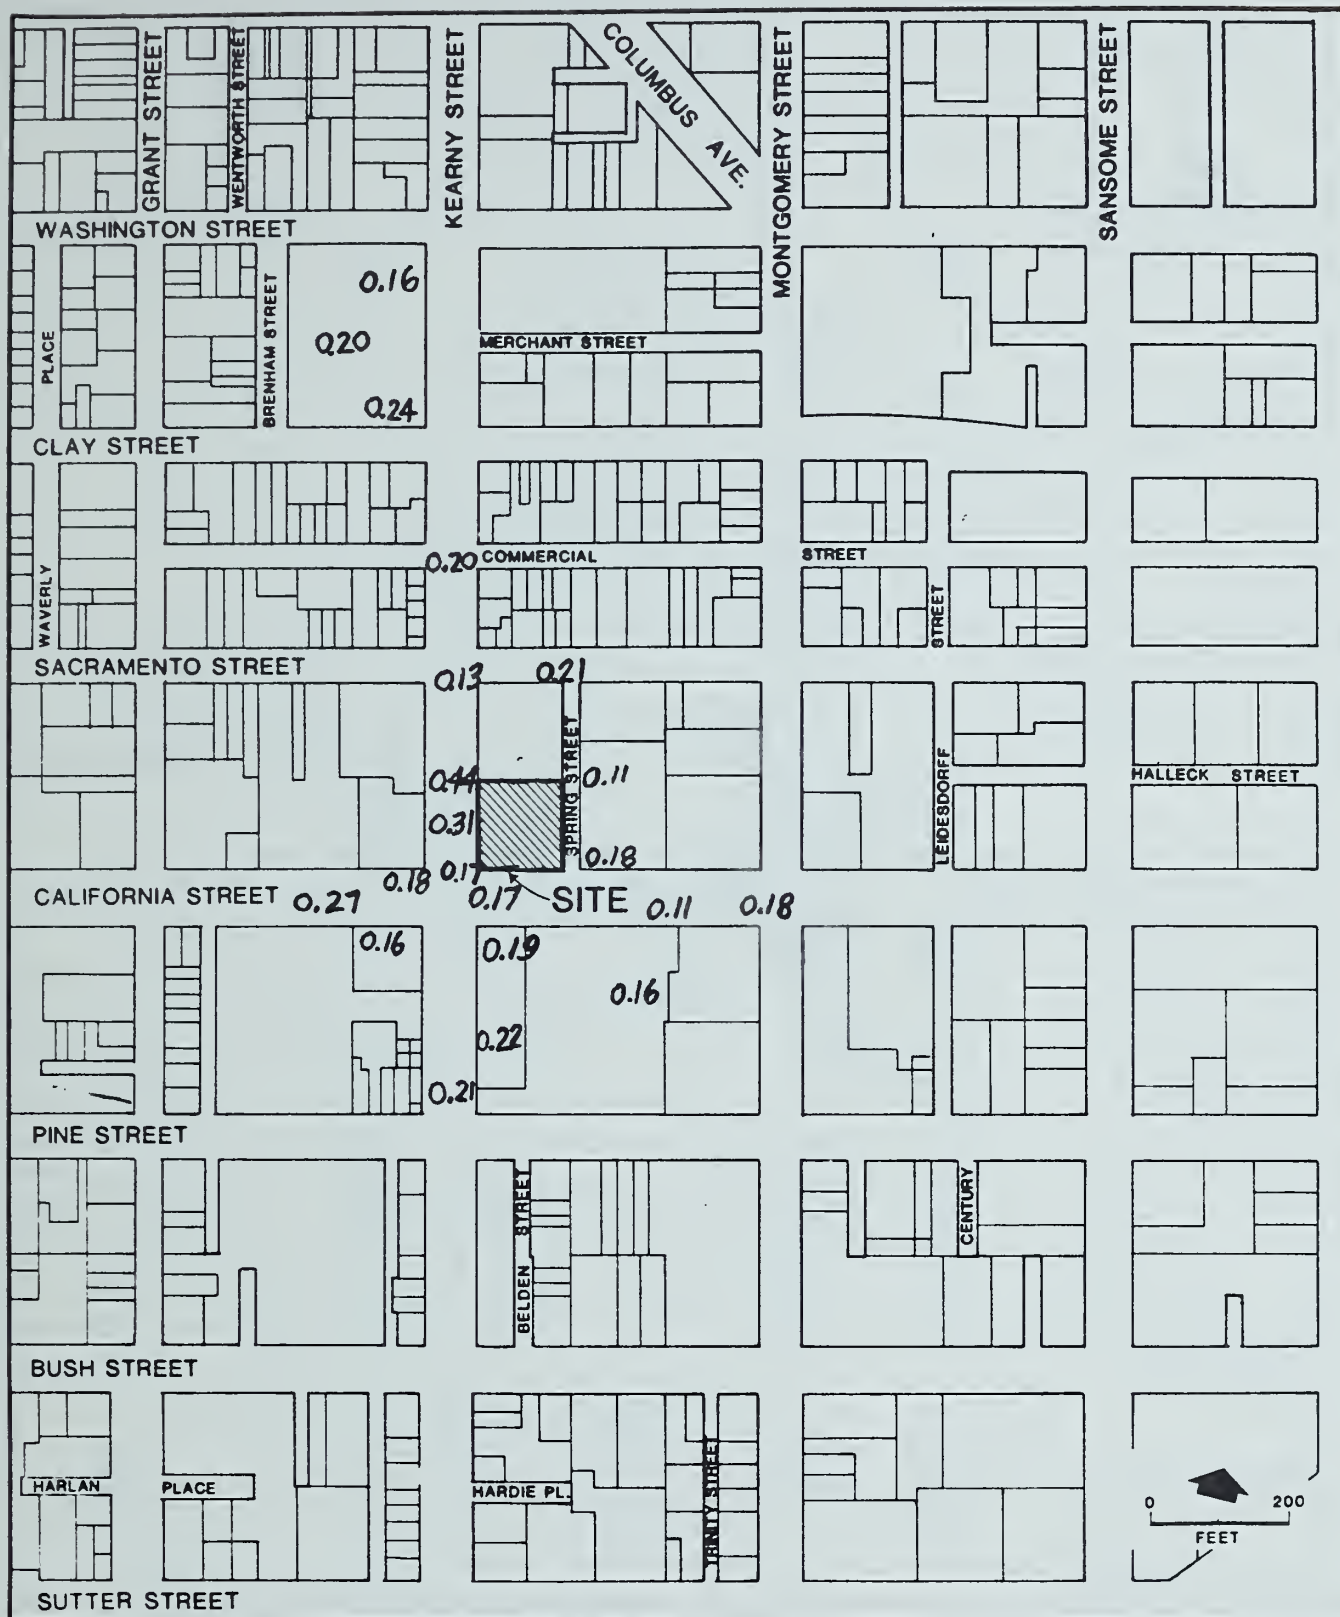 GRANT STREET
WENTWORTH STREET
KEARNY STREET
COLUMBUS AVE.
MONTGOMERY STREET
SANSOME STREET
WASHINGTON STREET
PLACE
BRENHAM STREET
0.16
0.20
0.24
MERCHANT STREET
CLAY STREET
WAVERLY
0.20
COMMERCIAL
STREET
STREET
SACRAMENTO STREET
0.13
0.21
SPRING STREET
0.44
0.11
0.31
0.17
0.18
LEIDESDORFF
HALLECK STREET
CALIFORNIA STREET
0.27
0.18
0.17
SITE
0.11
0.18
0.16
0.19
0.16
0.22
0.21
PINE STREET
BELDEN STREET
CENTURY
BUSH STREET
HARLAN
PLACE
HARDIE PL.
TRINITY STREET
0 200
FEET
SUTTER STREET